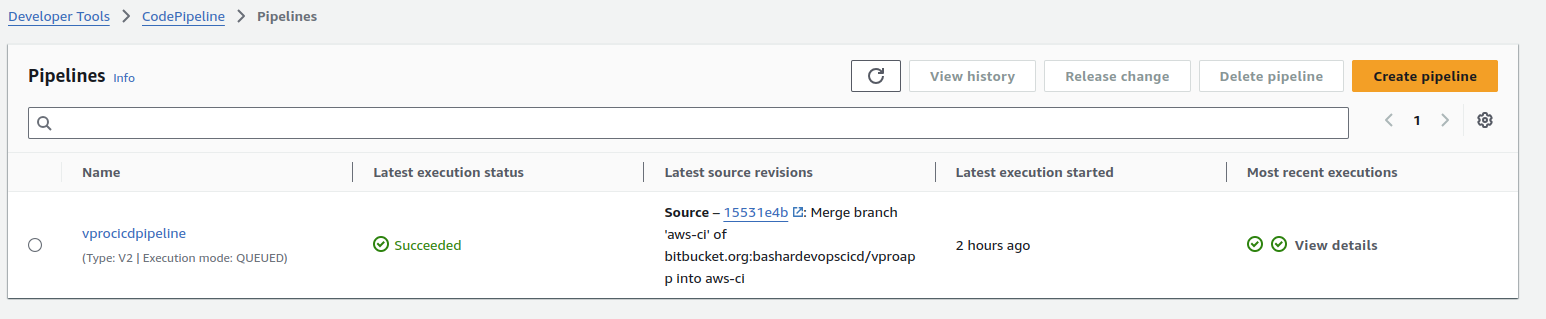 Developer Tools > CodePipeline > Pipelines
Pipelines Info
View history
Release change
Delete pipeline
Create pipeline
1
Name
Latest execution status
Latest source revisions
Latest execution started
Most recent executions
vprocicdpipeline
(Type: V2 | Execution mode: QUEUED)
Succeeded
Source – 15531e4b: Merge branch
'aws-ci' of
bitbucket.org:bashardevopscicd/vproap
p into aws-ci
2 hours ago
View details